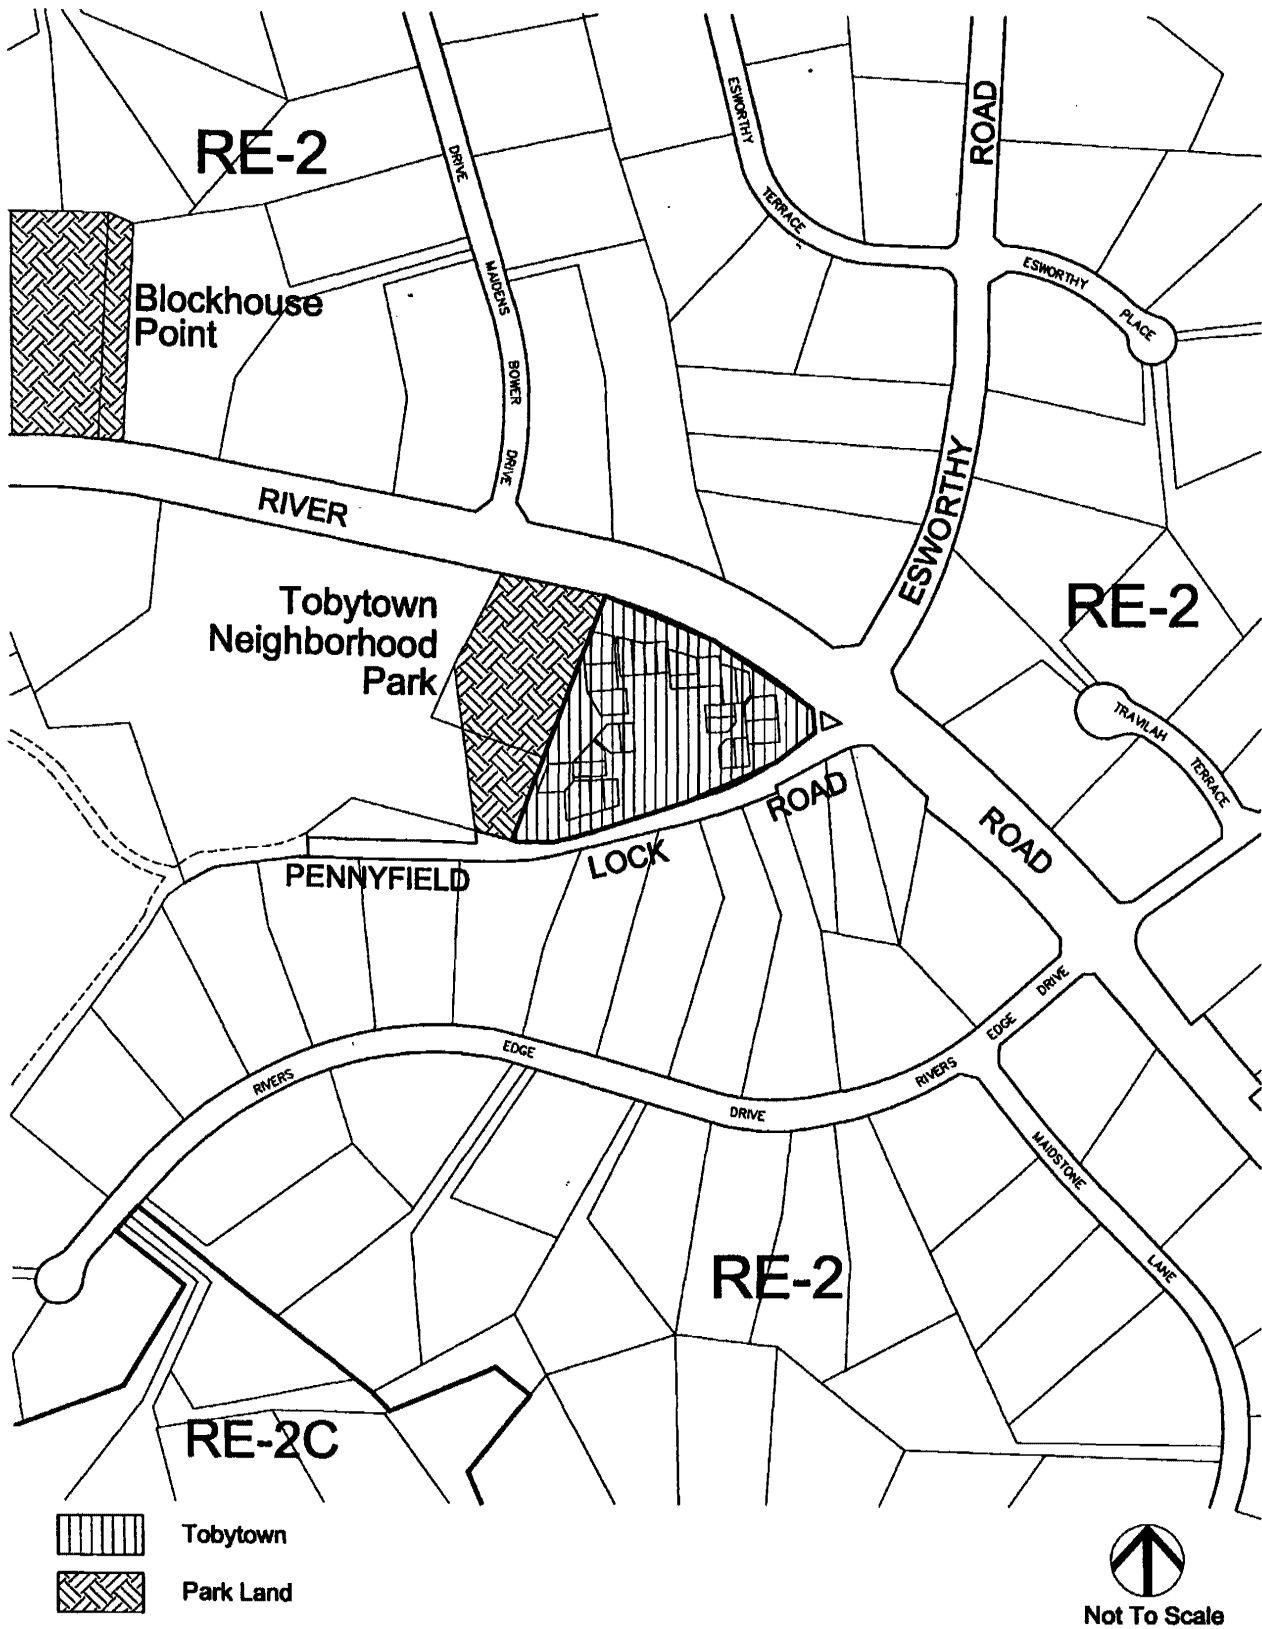 RE-2
DRIVE
MAIDENS
BOWER
DRIVE
ESWORTHY
TERRACE
ROAD
ESWORTHY
PLACE
Blockhouse
Point
RIVER
ESWORTHY
RE-2
Tobytown
Neighborhood
Park
TRAVILAH
TERRACE
ROAD
ROAD
LOCK
PENNYFIELD
RIVERS
EDGE
DRIVE
RIVERS
EDGE
DRIVE
MAIDSTONE
LANE
RE-2
RE-2C
Tobytown
Park Land
Not To Scale